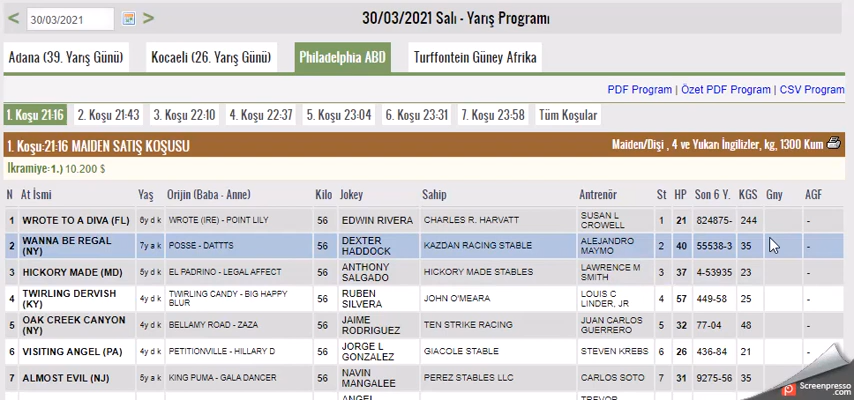 < 30/03/2021 > 30/03/2021 Salı - Yarış Programı
Adana (39. Yarış Günü) Kocaeli (26. Yarış Günü) Philadelphia ABD Turffontein Güney Afrika
PDF Program | Özet PDF Program | CSV Program
1. Koşu 21:16 2. Koşu 21:43 3. Koşu 22:10 4. Koşu 22:37 5. Koşu 23:04 6. Koşu 23:31 7. Koşu 23:58 Tüm Koşular
1. Koşu:21:16 MAIDEN SATIŞ KOŞUSU Maiden/Dişi , 4 ve Yukarı İngilizler, kg, 1300 Kum
İkramiye:1.) 10.200 $
N At İsmi Yaş Orijin (Baba - Anne) Kilo Jokey Sahip Antrenör St HP Son 6 Y. KGS Gny AGF
1 WROTE TO A DIVA (FL) 6y d k WROTE (IRE) - POINT LILY 56 EDWIN RIVERA CHARLES R. HARVATT SUSAN L CROWELL 1 21 824875- 244 -
2 WANNA BE REGAL (NY) 7y a k POSSE - DATTTS 56 DEXTER HADDOCK KAZDAN RACING STABLE ALEJANDRO MAYMO 2 40 55538-3 35 -
3 HICKORY MADE (MD) 5y d k EL PADRINO - LEGAL AFFECT 56 ANTHONY SALGADO HICKORY MADE STABLES LAWRENCE M SMITH 3 37 4-53935 23 -
4 TWIRLING DERVISH (KY) 4y d k TWIRLING CANDY - BIG HAPPY BLUR 56 RUBEN SILVERA JOHN O'MEARA LOUIS C LINDER, JR 4 57 449-58 25 -
5 OAK CREEK CANYON (NY) 4y d k BELLAMY ROAD - ZAZA 56 JAIME RODRIGUEZ TEN STRIKE RACING JUAN CARLOS GUERRERO 5 32 77-04 48 -
6 VISITING ANGEL (PA) 4y d k PETITIONVILLE - HILLARY D 56 JORGE L GONZALEZ GIACOLE STABLE STEVEN KREBS 6 26 436-84 21 -
7 ALMOST EVIL (NJ) 5y a k KING PUMA - GALA DANCER 56 NAVIN MANGALEE PEREZ STABLES LLC CARLOS SOTO 7 31 9275-56 35
ANGEL
Screenpresso
.com